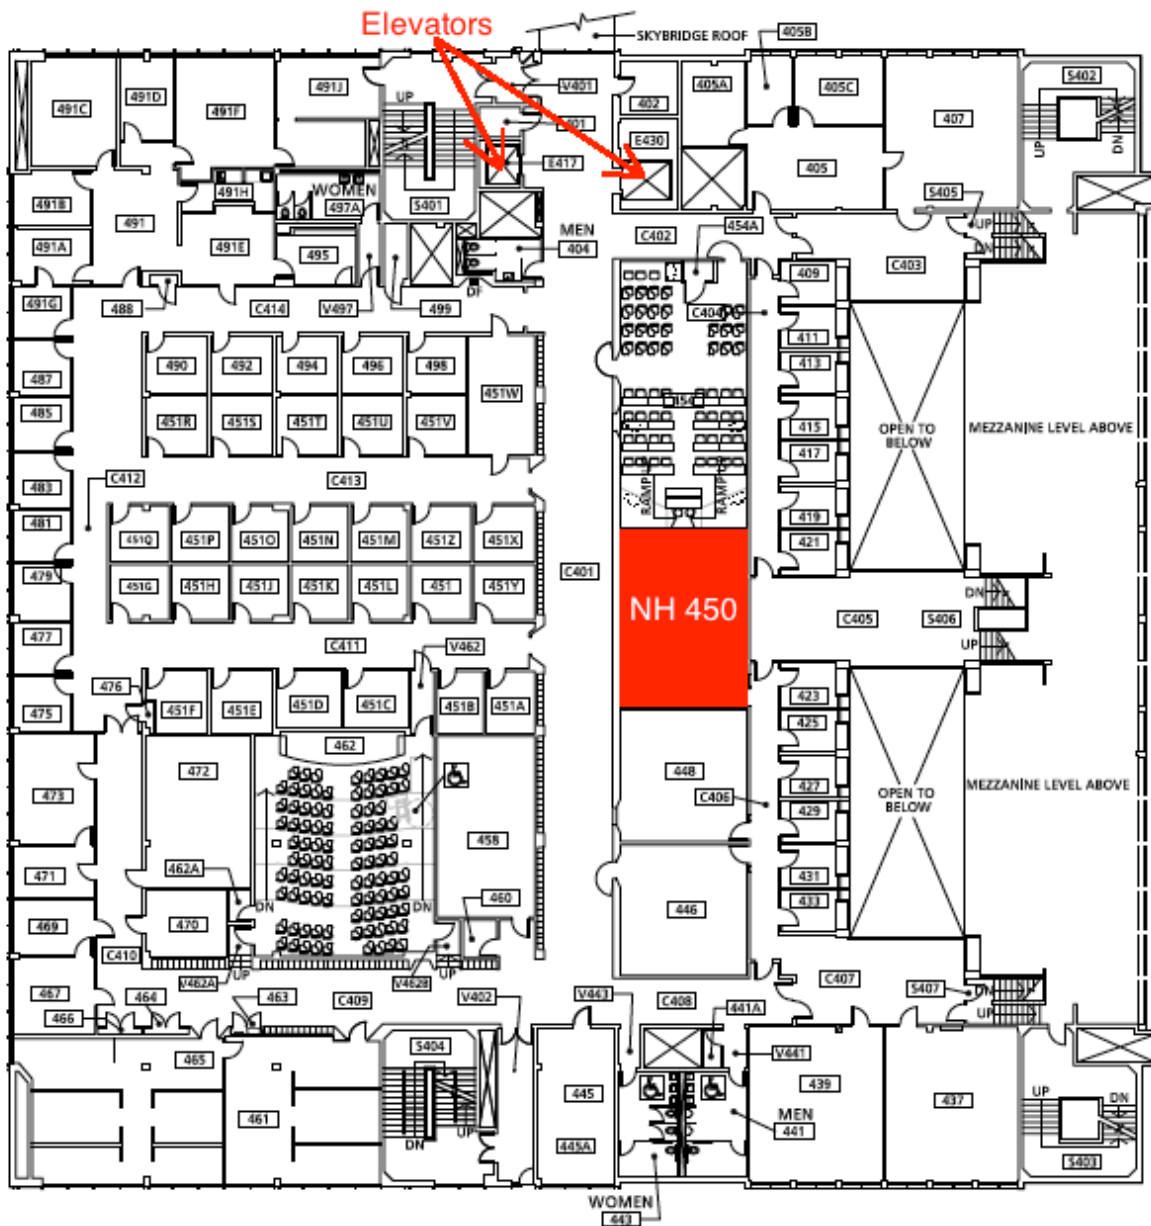 Elevators
SKYBRIDGE ROOF
405B
491C
491D
491F
491J
UP
V401
401
402
405A
405C
407
S402
UP
DN
E417
E430
405
491B
491H
WOMEN
497A
S401
S405
UP
DN
491
491A
491E
495
MEN
404
C402
454A
C403
DF
491G
488
C414
V497
499
C404
409
490
492
494
496
498
451W
411
413
487
485
451R
451S
451T
451U
451V
454
415
417
OPEN TO
BELOW
MEZZANINE LEVEL ABOVE
483
C412
C413
RAMP
RAMP
UP
419
421
481
451Q
451P
451O
451N
451M
451Z
451X
479
451G
451H
451J
451K
451L
451
451Y
C401
NH 450
DN
C405
S406
UP
477
C411
V462
475
476
451F
451E
451D
451C
451B
451A
423
425
462
472
448
473
458
C406
427
429
OPEN TO
BELOW
MEZZANINE LEVEL ABOVE
471
462A
431
433
469
470
DN
DN
460
446
C410
UP
UP
467
V462A
V462B
466
464
463
C409
V402
V443
C408
441A
C407
S407
DN
UP
465
S404
V441
461
445
439
437
UP
DN
DN
UP
445A
MEN
441
S403
WOMEN
443